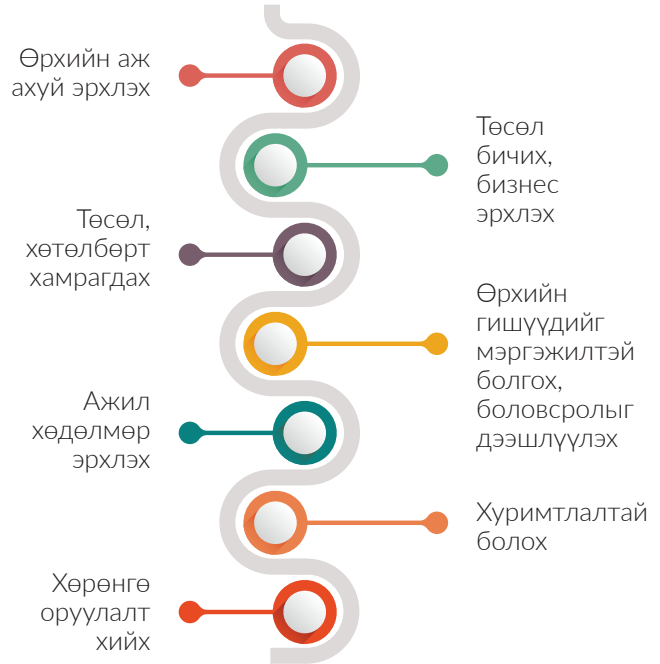 Өрхийн аж
ахуй эрхлэх
Төсөл
бичих,
бизнес
эрхлэх
Төсөл,
хөтөлбөрт
хамрагдах
Өрхийн
гишүүдийг
мэргэжилтэй
болгох,
боловсролыг
дээшлүүлэх
Ажил
хөдөлмөр
эрхлэх
Хуримтлалтай
болох
Хөрөнгө
оруулалт
хийх